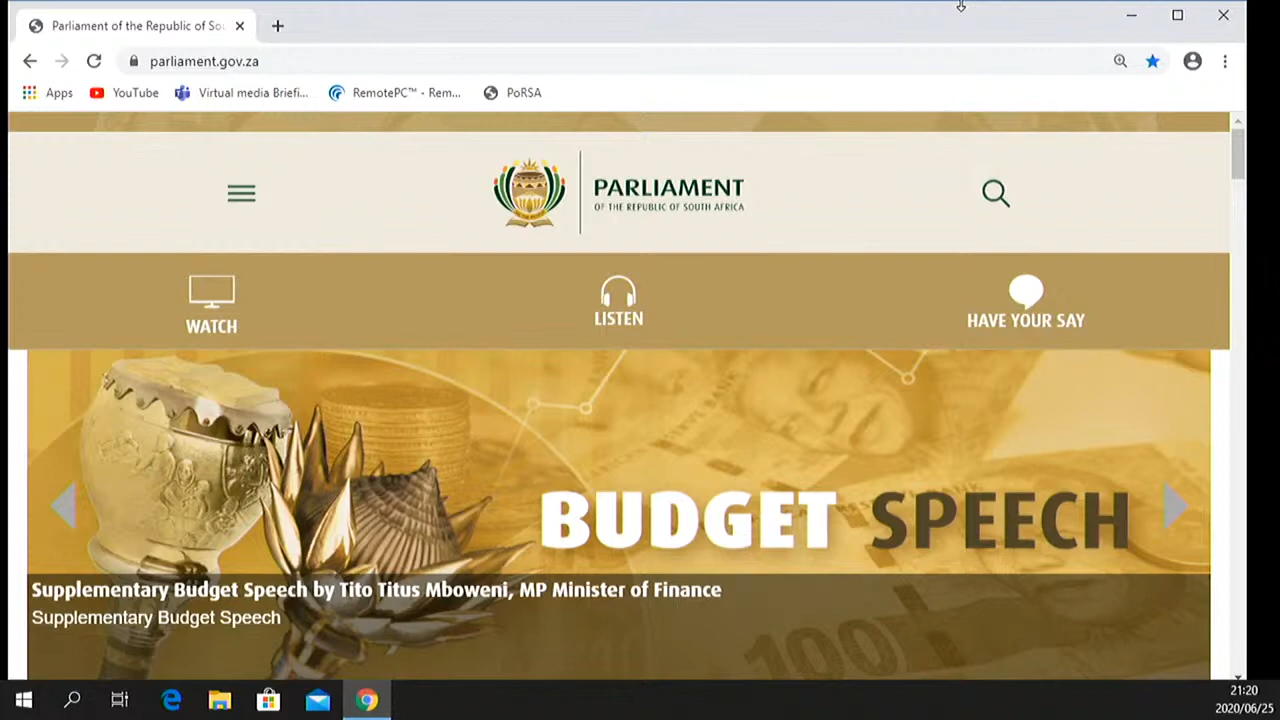 Parliament of the Republic of So
parliament.gov.za
Apps YouTube Virtual media Briefi... RemotePC™ - Rem... PoRSA
PARLIAMENT
OF THE REPUBLIC OF SOUTH AFRICA
WATCH LISTEN HAVE YOUR SAY
BUDGET SPEECH
100
Supplementary Budget Speech by Tito Titus Mboweni, MP Minister of Finance
Supplementary Budget Speech
21:20
2020/06/25